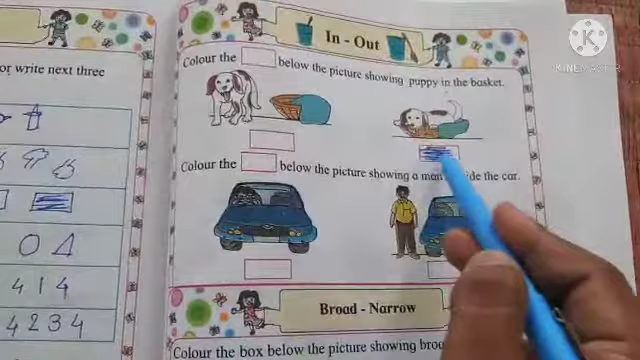 or write next three
4 1 4
4 2 3 4
In - Out
Colour the below the picture showing puppy in the basket.
Colour the below the picture showing a man the car.
Broad - Narrow
Colour the box below the picture showing
KINEMASTER